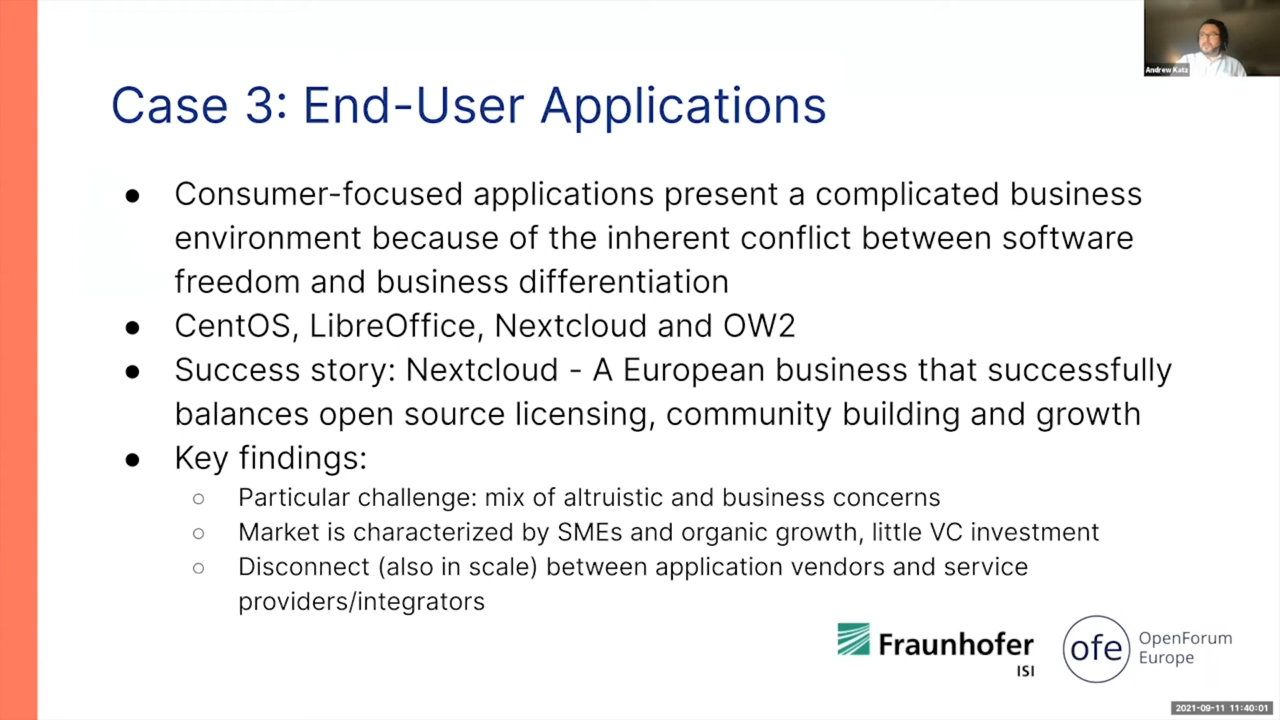 Andrew Katz
Case 3: End-User Applications
● Consumer-focused applications present a complicated business
environment because of the inherent conflict between software
freedom and business differentiation
● CentOS, LibreOffice, Nextcloud and OW2
● Success story: Nextcloud - A European business that successfully
balances open source licensing, community building and growth
● Key findings:
○ Particular challenge: mix of altruistic and business concerns
○ Market is characterized by SMEs and organic growth, little VC investment
○ Disconnect (also in scale) between application vendors and service
providers/integrators
Fraunhofer
ISI
ofe
OpenForum
Europe
2021-09-11 11:40:01